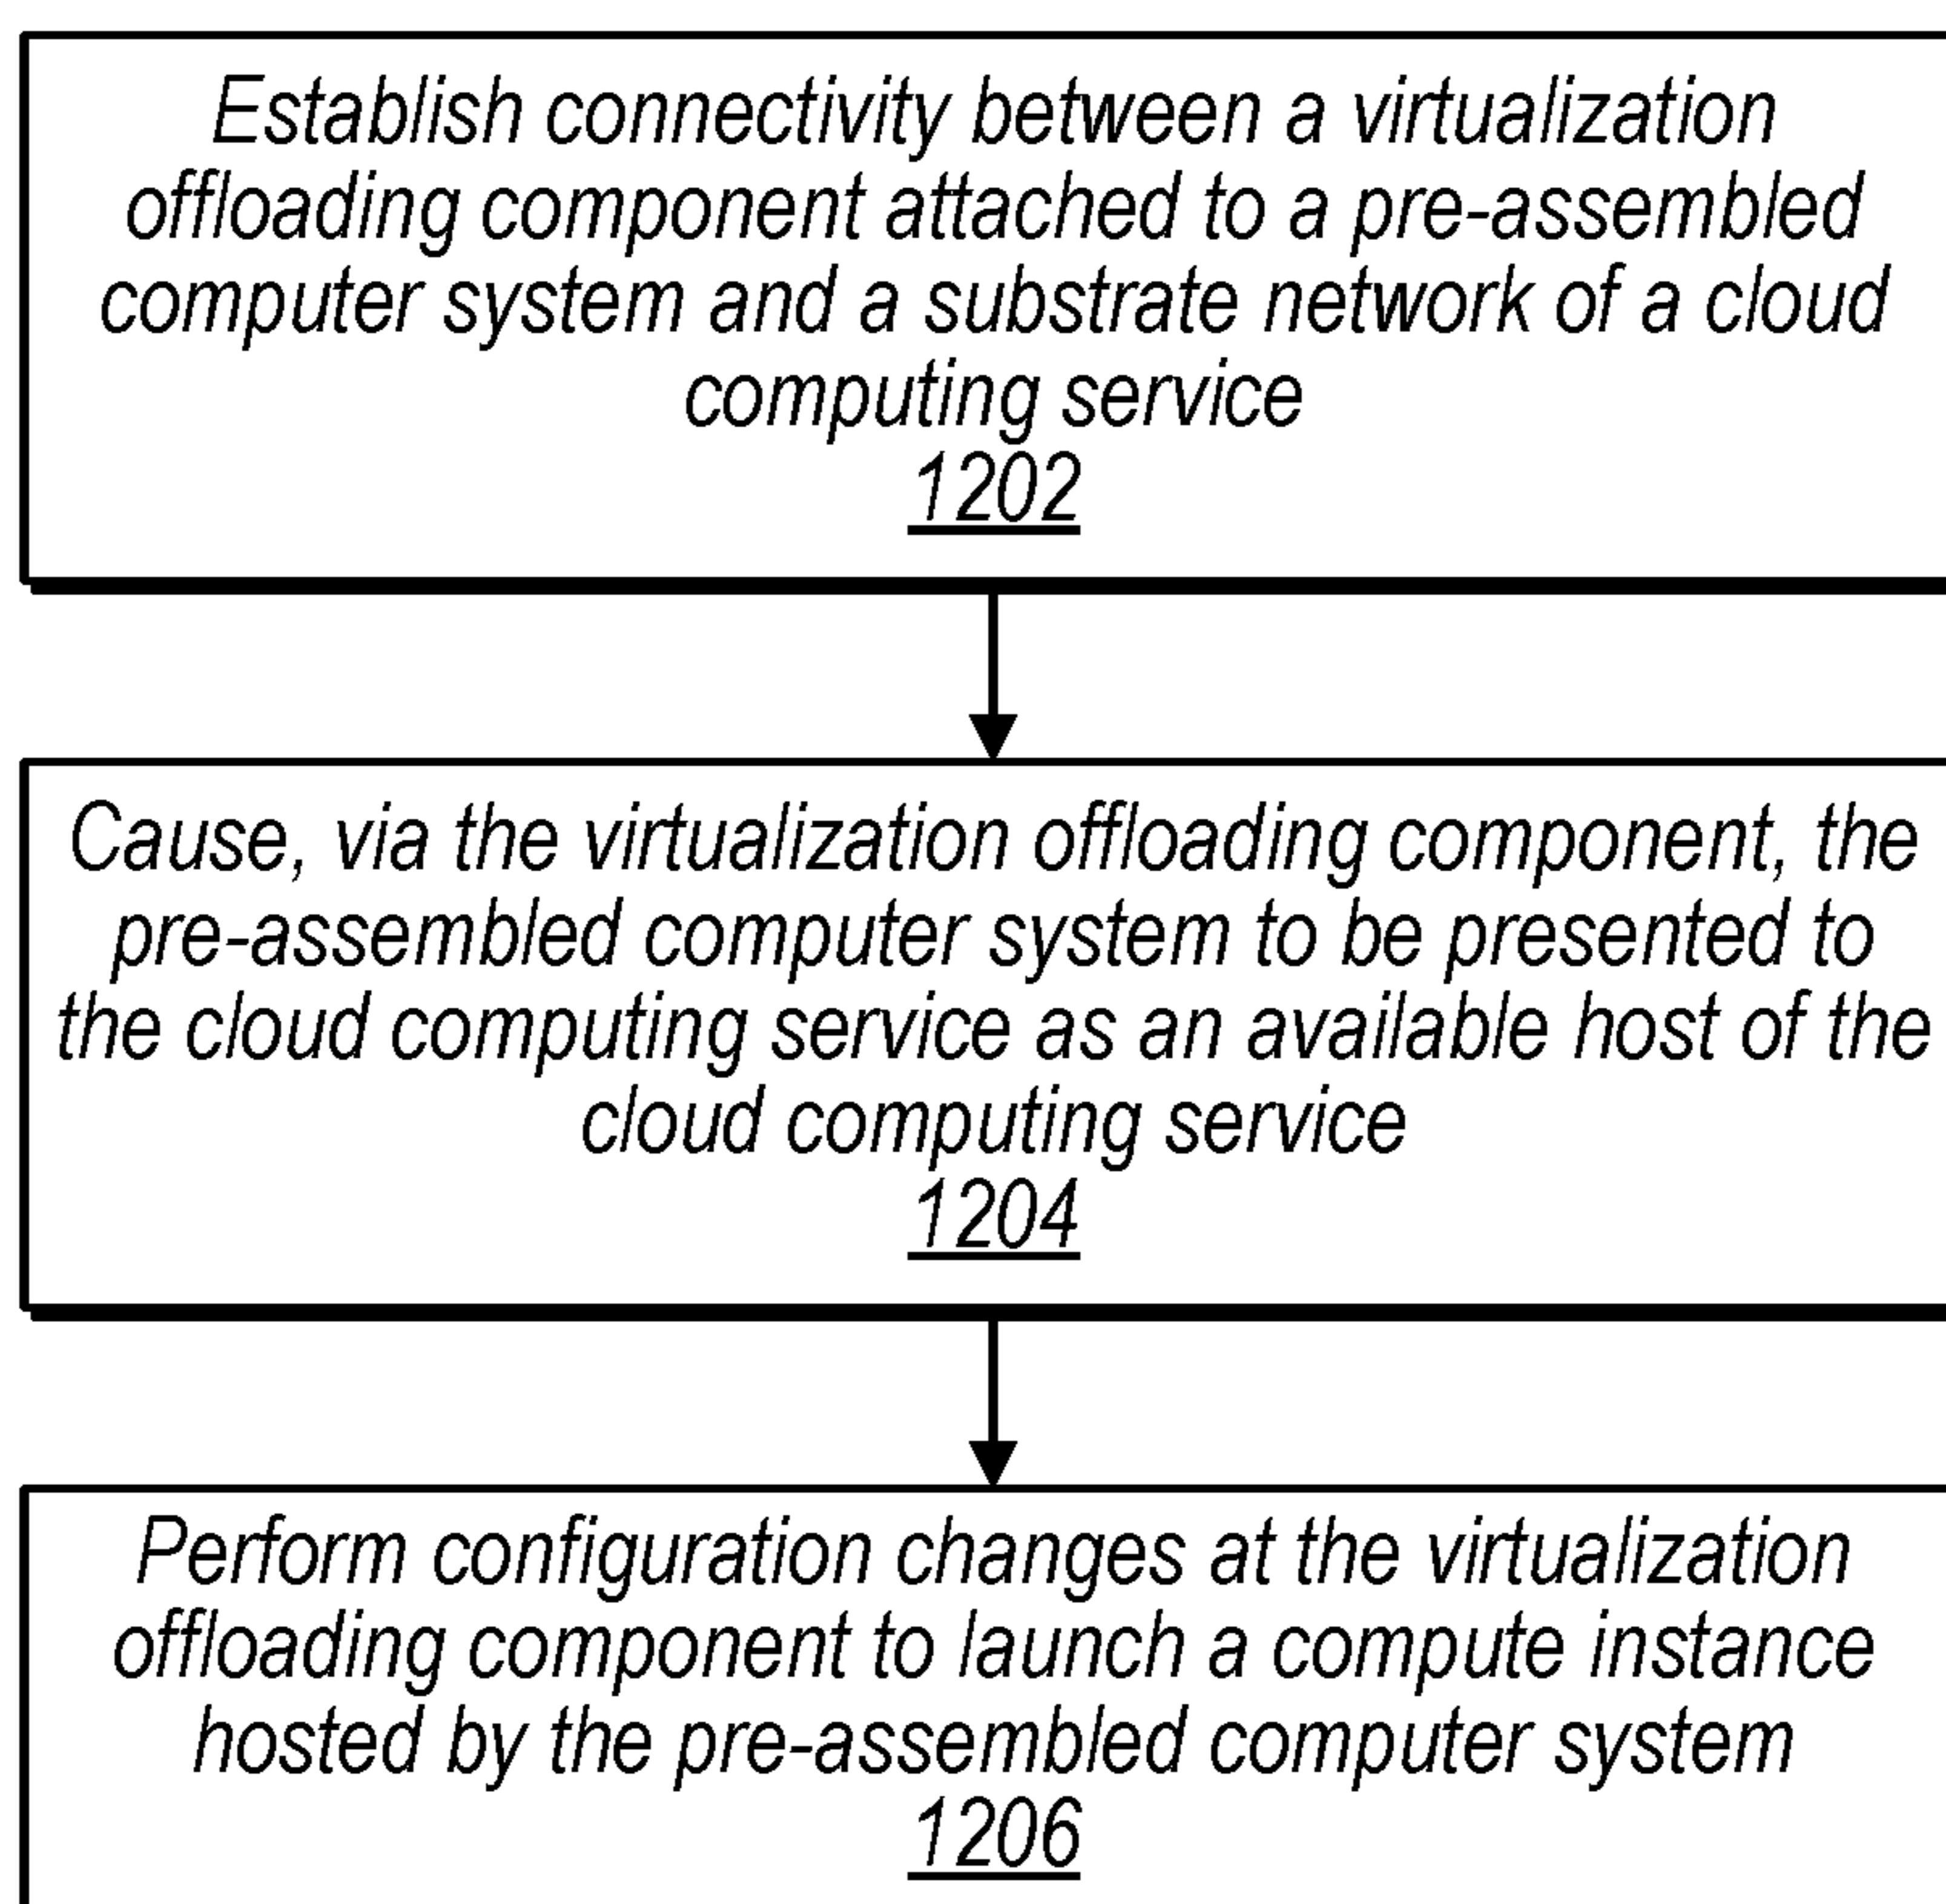 Establish connectivity between a virtualization
offloading component attached to a pre-assembled
computer system and a substrate network of a cloud
computing service
1202
Cause, via the virtualization offloading component, the
pre-assembled computer system to be presented to
the cloud computing service as an available host of the
cloud computing service
1204
Perform configuration changes at the virtualization
offloading component to launch a compute instance
hosted by the pre-assembled computer system
1206